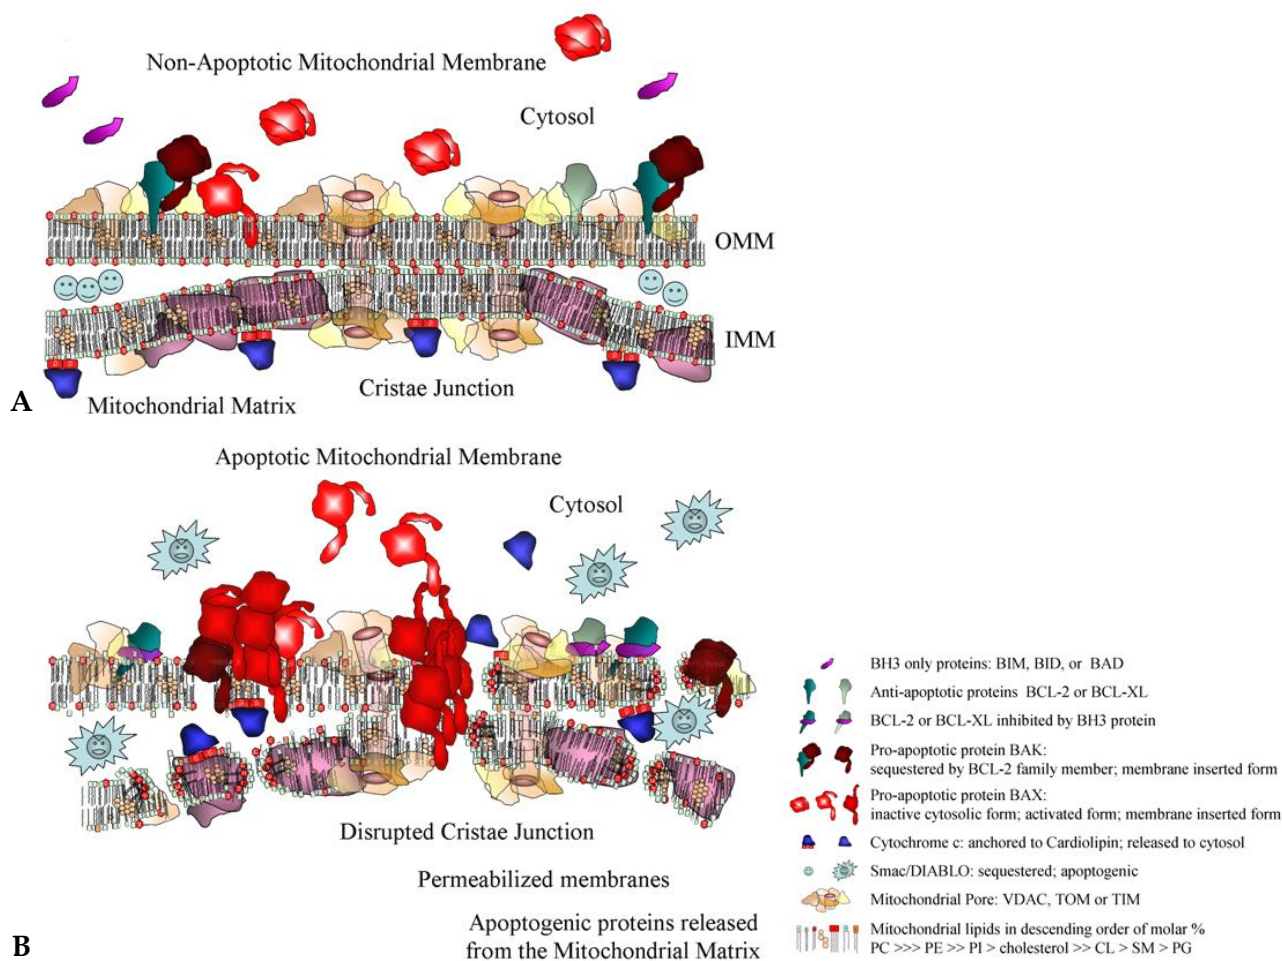 Non-Apoptotic Mitochondrial Membrane
Cytosol
OMM
IMM
Cristae Junction
A
Mitochondrial Matrix
Apoptotic Mitochondrial Membrane
Cytosol
Disrupted Cristae Junction
Permeabilized membranes
Apoptogenic proteins released
from the Mitochondrial Matrix
B
BH3 only proteins: BIM, BID, or BAD
Anti-apoptotic proteins BCL-2 or BCL-XL
BCL-2 or BCL-XL inhibited by BH3 protein
Pro-apoptotic protein BAK:
sequestered by BCL-2 family member; membrane inserted form
Pro-apoptotic protein BAX:
inactive cytosolic form; activated form; membrane inserted form
Cytochrome c: anchored to Cardiolipin; released to cytosol
Smac/DIABLO: sequestered; apoptogenic
Mitochondrial Pore: VDAC, TOM or TIM
Mitochondrial lipids in descending order of molar %
PC >>> PE >> PI > cholesterol >> CL > SM > PG